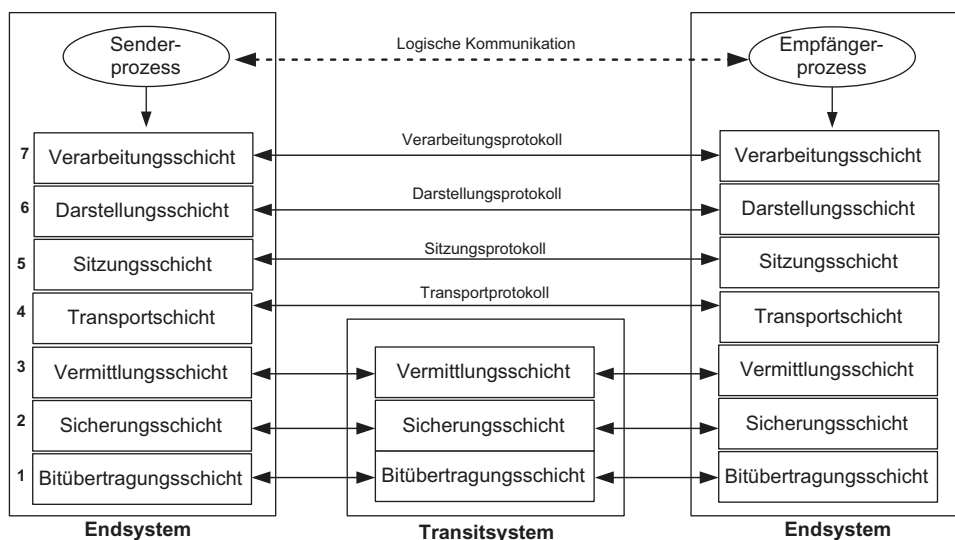 Sender-
prozess
Logische Kommunikation
Empfänger-
prozess
7
Verarbeitungsschicht
Verarbeitungsprotokoll
Verarbeitungsschicht
6
Darstellungsschicht
Darstellungsprotokoll
Darstellungsschicht
5
Sitzungsschicht
Sitzungsprotokoll
Sitzungsschicht
4
Transportschicht
Transportprotokoll
Transportschicht
3
Vermittlungsschicht
Vermittlungsschicht
Vermittlungsschicht
2
Sicherungsschicht
Sicherungsschicht
Sicherungsschicht
1
Bitübertragungsschicht
Bitübertragungsschicht
Bitübertragungsschicht
Endsystem
Transitsystem
Endsystem